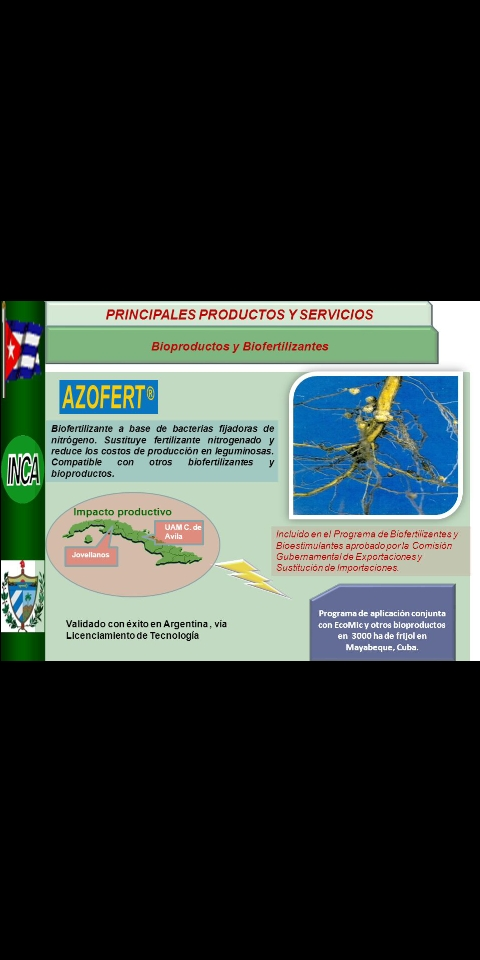 PRINCIPALES PRODUCTOS Y SERVICIOS
Bioproductos y Biofertilizantes
AZOFERT®
Biofertilizante a base de bacterias fijadoras de
nitrógeno. Sustituye fertilizante nitrogenado y
reduce los costos de producción en leguminosas.
Compatible con otros biofertilizantes y
bioproductos.
INCA
Impacto productivo
UAM C. de
Avila
Jovellanos
Incluido en el Programa de Biofertilizantes y
Bioestimulantes aprobado por la Comisión
Gubernamental de Exportaciones y
Sustitución de Importaciones.
Validado con éxito en Argentina , vía
Licenciamiento de Tecnología
Programa de aplicación conjunta
con EcoMic y otros bioproductos
en 3000 ha de frijol en
Mayabeque, Cuba.